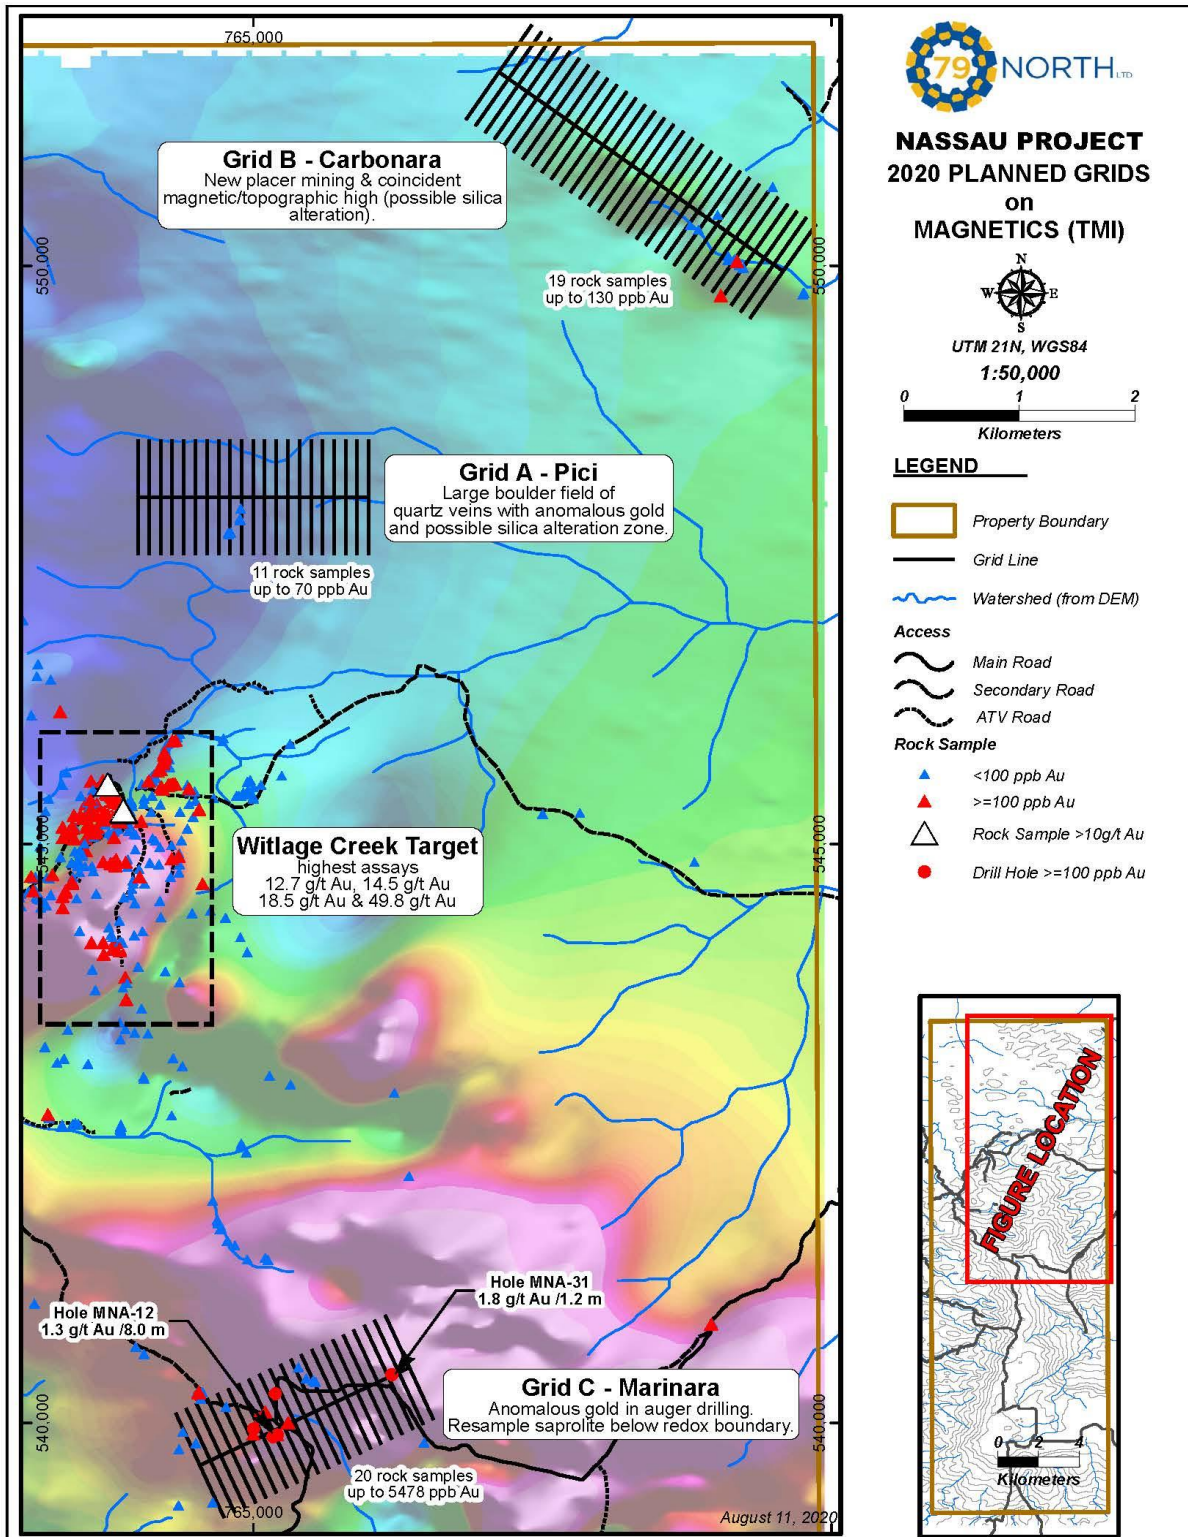 765,000
Grid B - Carbonara
New placer mining & coincident
magnetic/topographic high (possible silica
alteration).
550,000
550,000
19 rock samples
up to 130 ppb Au
Grid A - Pici
Large boulder field of
quartz veins with anomalous gold
and possible silica alteration zone.
11 rock samples
up to 70 ppb Au
545,000
545,000
Witlage Creek Target
highest assays
12.7 g/t Au, 14.5 g/t Au
18.5 g/t Au & 49.8 g/t Au
Hole MNA-31
1.8 g/t Au /1.2 m
Hole MNA-12
1.3 g/t Au /8.0 m
Grid C - Marinara
Anomalous gold in auger drilling.
Resample saprolite below redox boundary.
540,000
540,000
20 rock samples
up to 5478 ppb Au
765,000
August 11, 2020
79 NORTH LTD
NASSAU PROJECT
2020 PLANNED GRIDS
on
MAGNETICS (TMI)
N
W E
S
UTM 21N, WGS84
1:50,000
0 1 2
Kilometers
LEGEND
Property Boundary
Grid Line
Watershed (from DEM)
Access
Main Road
Secondary Road
ATV Road
Rock Sample
<100 ppb Au
>=100 ppb Au
Rock Sample >10g/t Au
Drill Hole >=100 ppb Au
FIGURE LOCATION
0 2 4
Kilometers